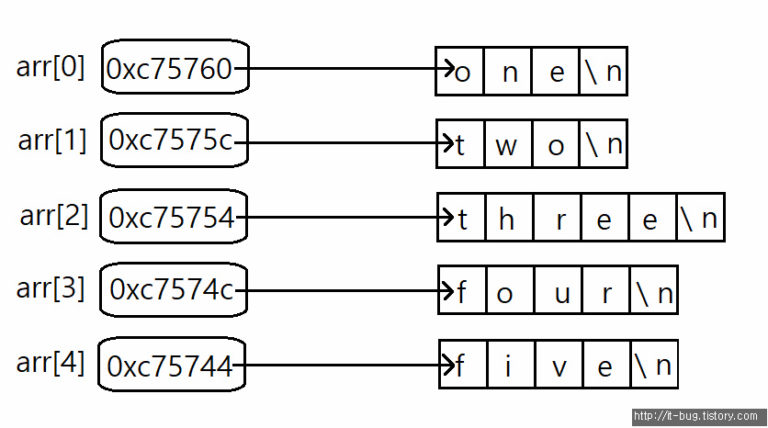 arr[0] 0xc75760 o n e \n
arr[1] 0xc7575c t w o \n
arr[2] 0xc75754 t h r e e \n
arr[3] 0xc7574c f o u r \n
arr[4] 0xc75744 f i v e \n
http://it-bug.tistory.com